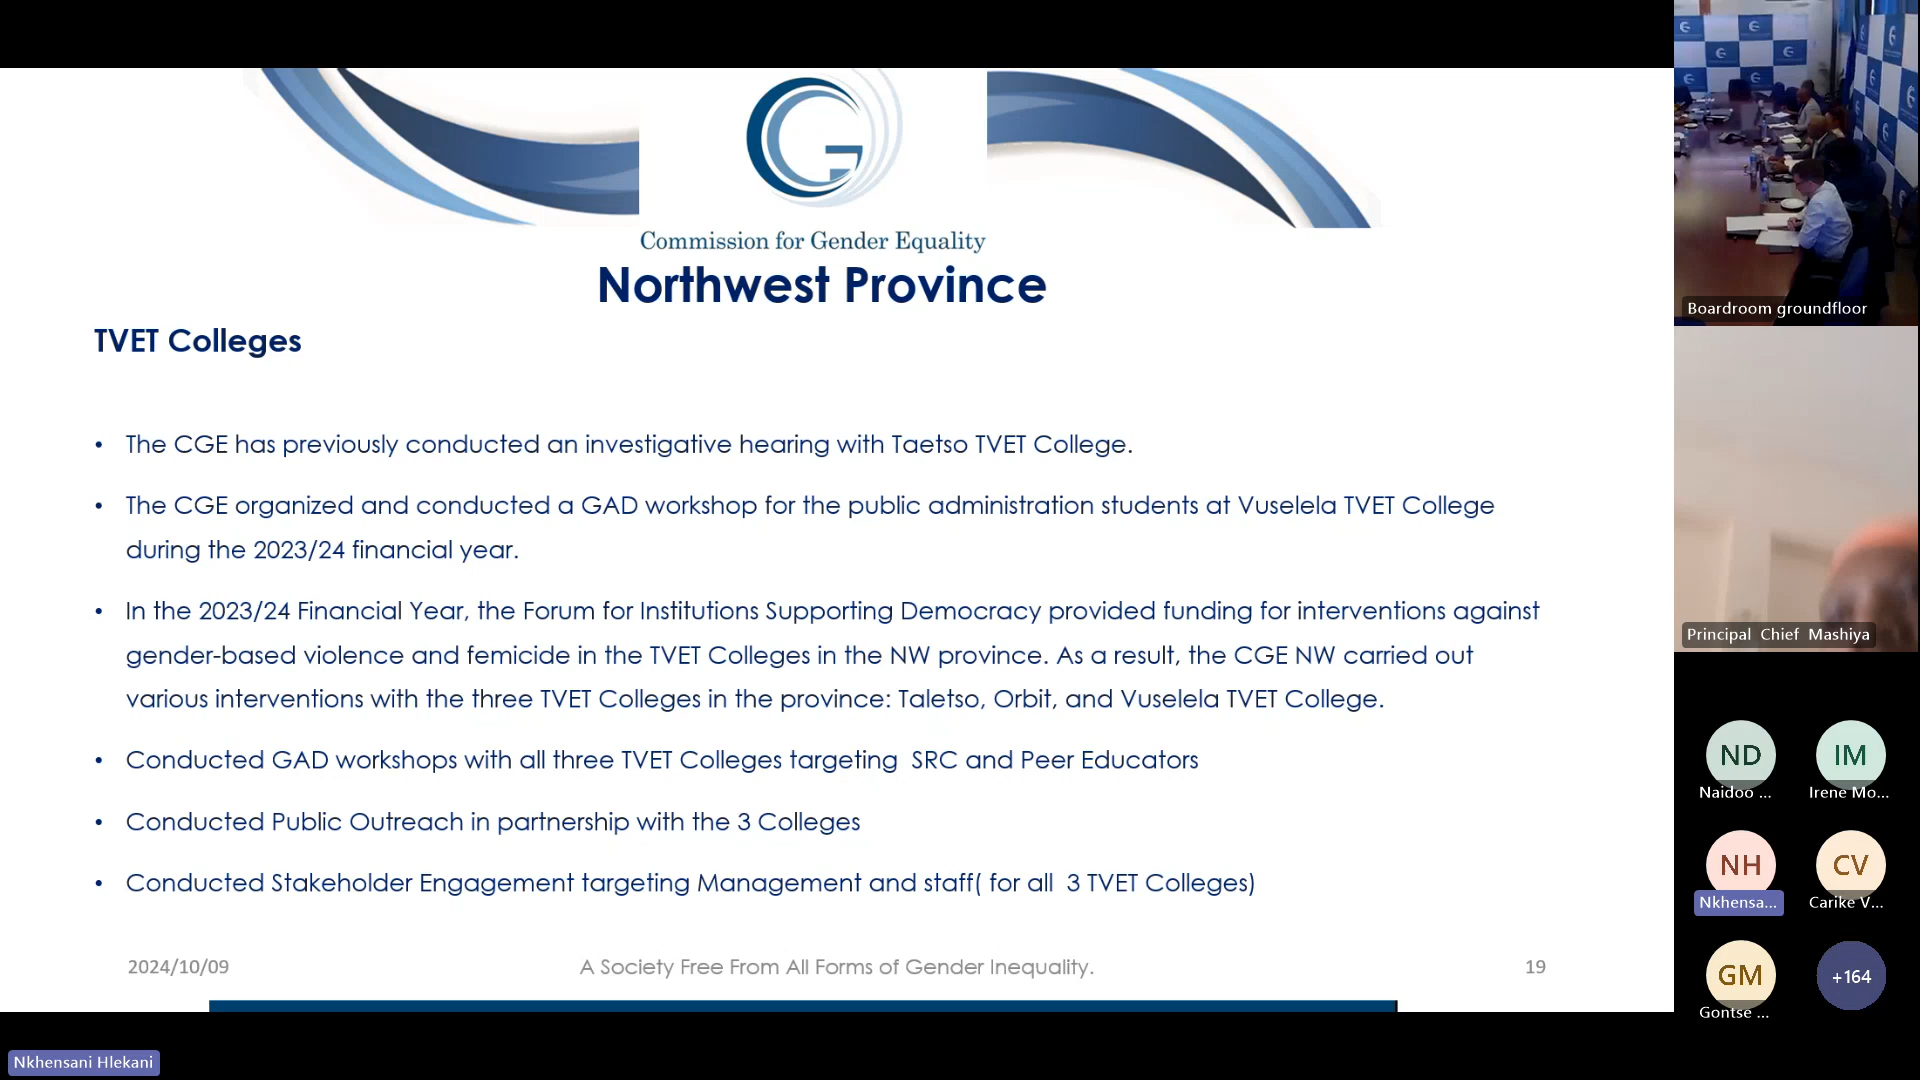 Commission for Gender Equality
Northwest Province
TVET Colleges
• The CGE has previously conducted an investigative hearing with Taetso TVET College.
• The CGE organized and conducted a GAD workshop for the public administration students at Vuselela TVET College
during the 2023/24 financial year.
• In the 2023/24 Financial Year, the Forum for Institutions Supporting Democracy provided funding for interventions against
gender-based violence and femicide in the TVET Colleges in the NW province. As a result, the CGE NW carried out
various interventions with the three TVET Colleges in the province: Taletso, Orbit, and Vuselela TVET College.
• Conducted GAD workshops with all three TVET Colleges targeting  SRC and Peer Educators
• Conducted Public Outreach in partnership with the 3 Colleges
• Conducted Stakeholder Engagement targeting Management and staff( for all  3 TVET Colleges)
2024/10/09
A Society Free From All Forms of Gender Inequality.
19
Nkhensani Hlekani
Boardroom groundfloor
Principal Chief Mashiya
ND
IM
Naidoo ...
Irene Mo...
NH
CV
Nkhensa...
Carike V...
GM
+164
Gontse ...